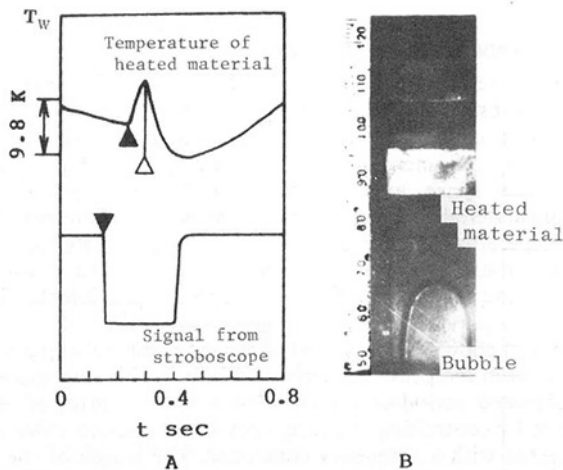 T_W
Temperature of
heated material
9.8 K
Signal from
stroboscope
0
0.4
0.8
t sec
A
120
110
100
90
80
70
60
50
Heated
material
Bubble
B